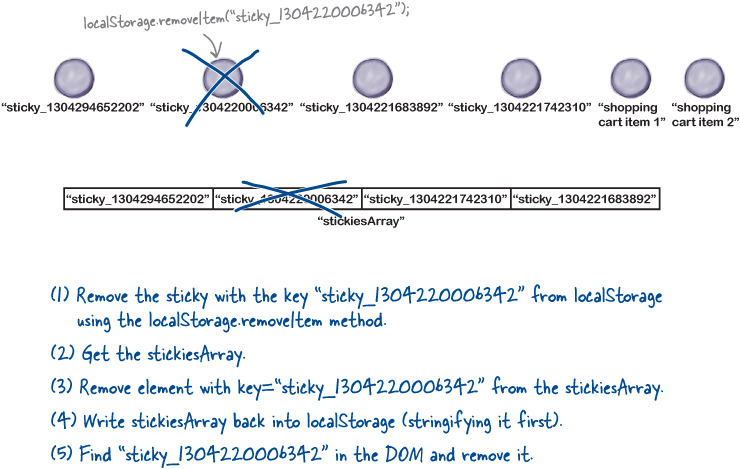 localStorage.removeItem(“sticky_1304220006342”);
“sticky_1304294652202” “sticky_1304220006342” “sticky_1304221683892” “sticky_1304221742310” “shopping cart item 1” “shopping cart item 2”
“sticky_1304294652202” “sticky_1304220006342” “sticky_1304221742310” “sticky_1304221683892”
“stickiesArray”
(1) Remove the sticky with the key “sticky_1304220006342” from localStorage
using the localStorage.removeItem method.
(2) Get the stickiesArray.
(3) Remove element with key=“sticky_1304220006342” from the stickiesArray.
(4) Write stickiesArray back into localStorage (stringifying it first).
(5) Find “sticky_1304220006342” in the DOM and remove it.